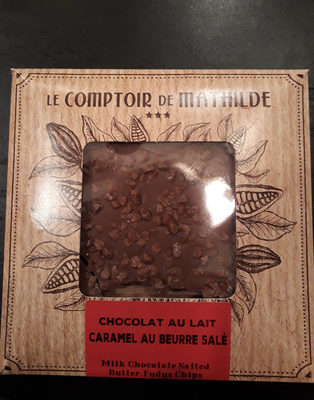 LE COMPTOIR DE MATHILDE
CHOCOLAT AU LAIT
CARAMEL AU BEURRE SALÉ
Milk Chocolate Salted
Butter Fudge Chips